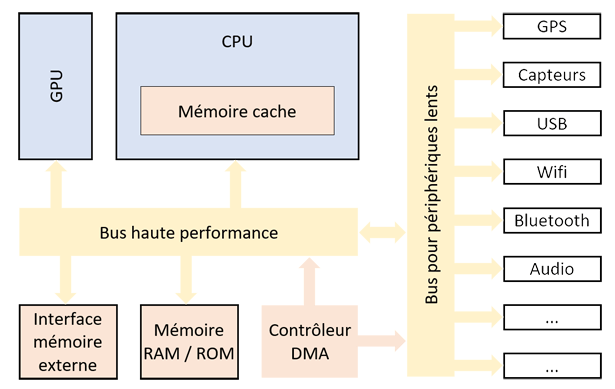 GPU
CPU
Mémoire cache
Bus haute performance
Interface
mémoire
externe
Mémoire
RAM / ROM
Contrôleur
DMA
Bus pour périphériques lents
GPS
Capteurs
USB
Wifi
Bluetooth
Audio
...
...